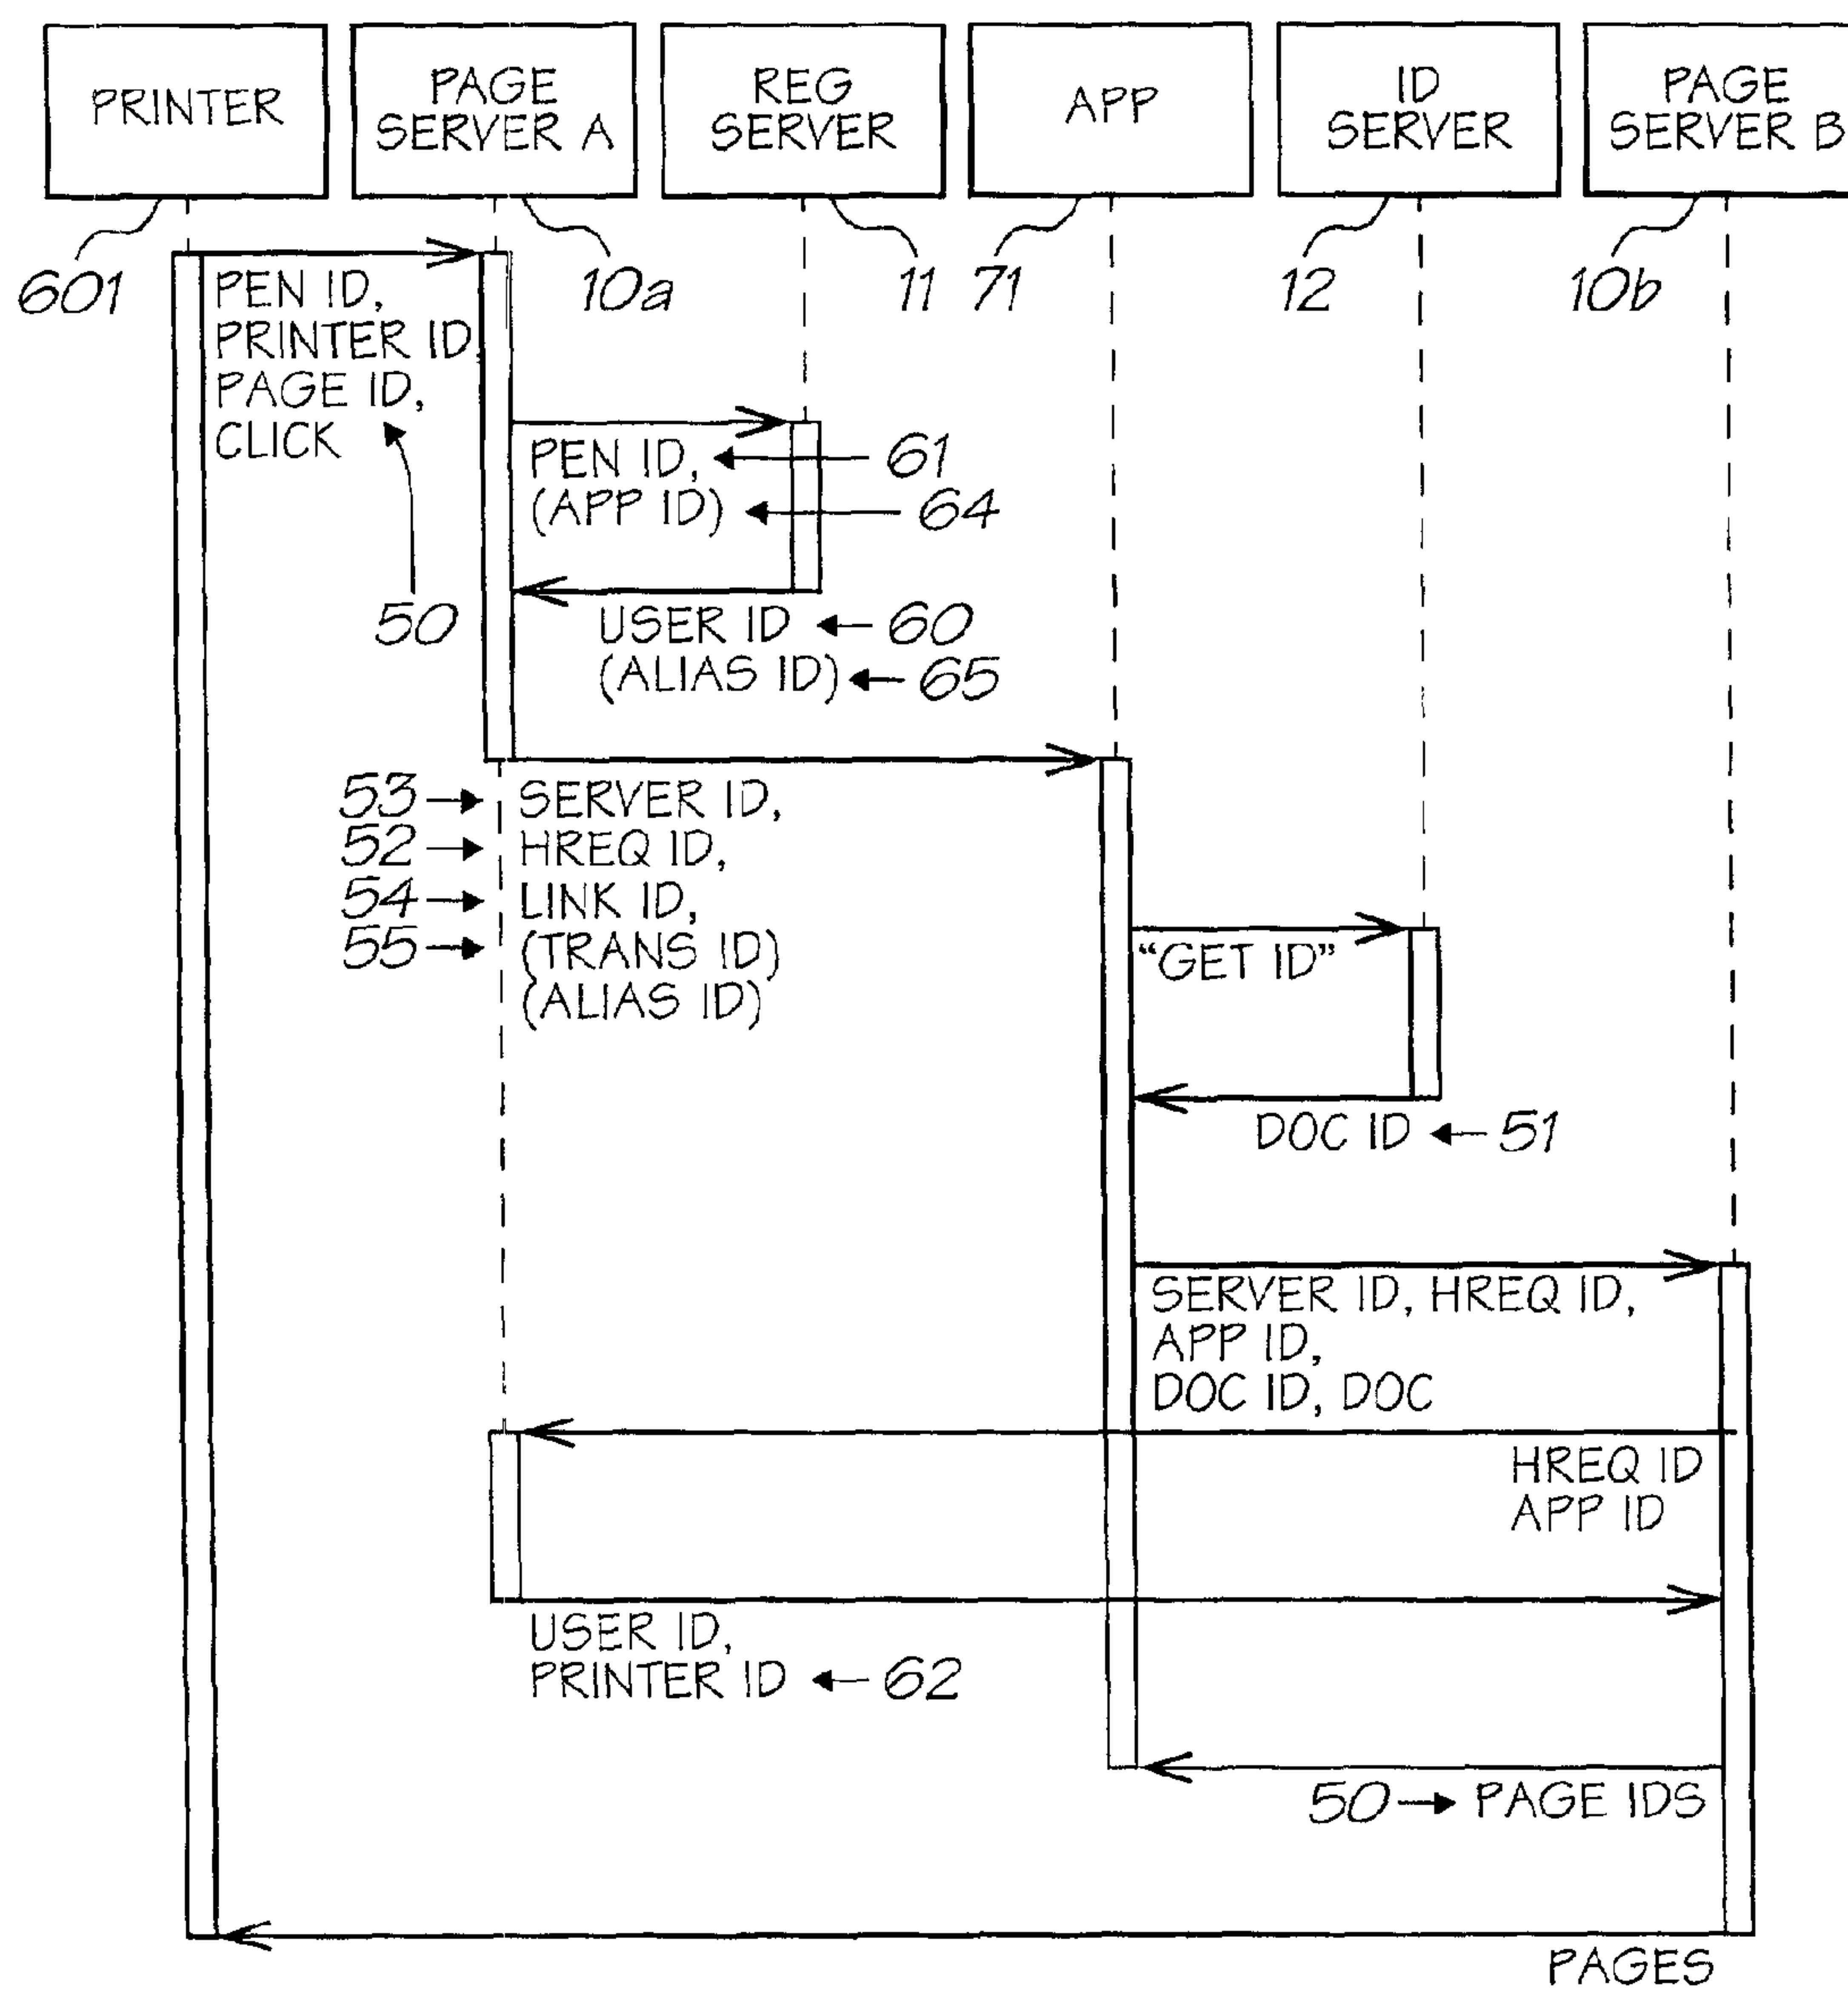 PRINTER
PAGE
SERVER A
REG
SERVER
APP
ID
SERVER
PAGE
SERVER B
601
10a
11
71
12
10b
PEN ID,
PRINTER ID
PAGE ID,
CLICK
50
PEN ID,
(APP ID)
61
64
USER ID
(ALIAS ID)
60
65
53
52
54
55
SERVER ID,
HREQ ID,
LINK ID,
(TRANS ID)
(ALIAS ID)
“GET ID”
DOC ID
51
SERVER ID, HREQ ID,
APP ID,
DOC ID, DOC
HREQ ID
APP ID
USER ID,
PRINTER ID
62
50
PAGE IDS
PAGES